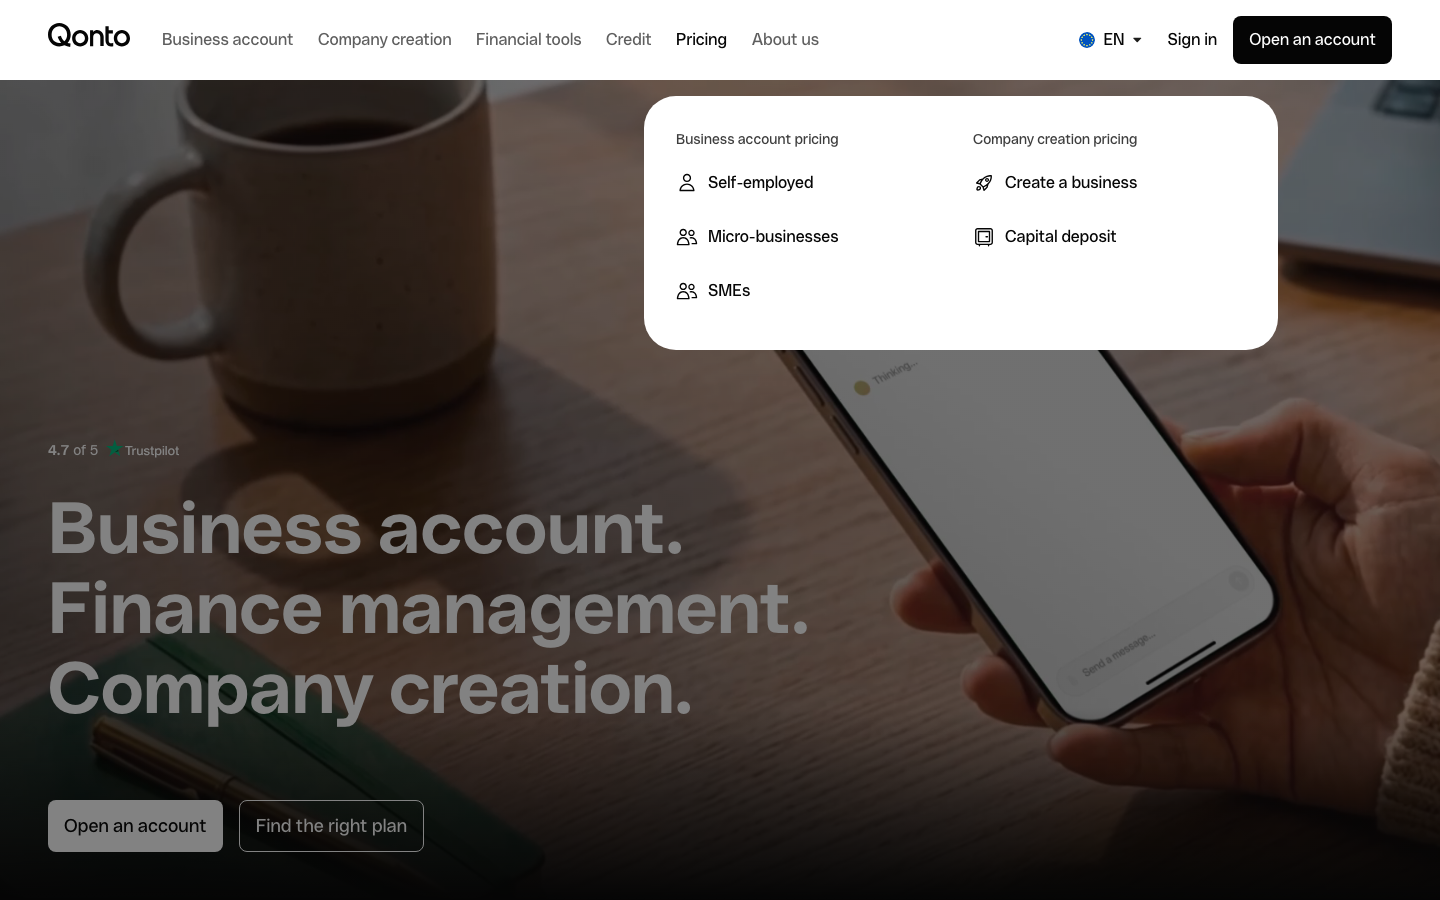 Qonto
Business account
Company creation
Financial tools
Credit
Pricing
About us
EN
Sign in
Open an account
Business account pricing
Company creation pricing
Self-employed
Create a business
Micro-businesses
Capital deposit
SMEs
Thinking...
4.7 of 5 Trustpilot
Business account.
Finance management.
Company creation.
Send a message...
Open an account
Find the right plan